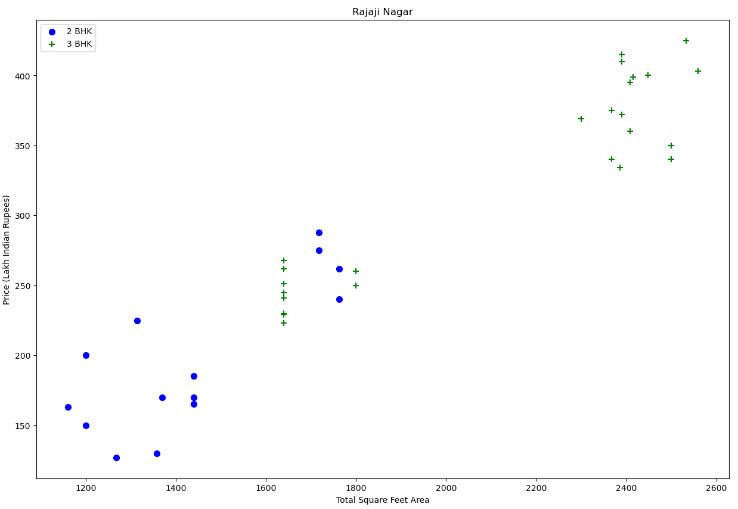 Rajaji Nagar
2 BHK
3 BHK
400
350
300
250
200
150
Price (Lakh Indian Rupees)
1200 1400 1600 1800 2000 2200 2400 2600
Total Square Feet Area